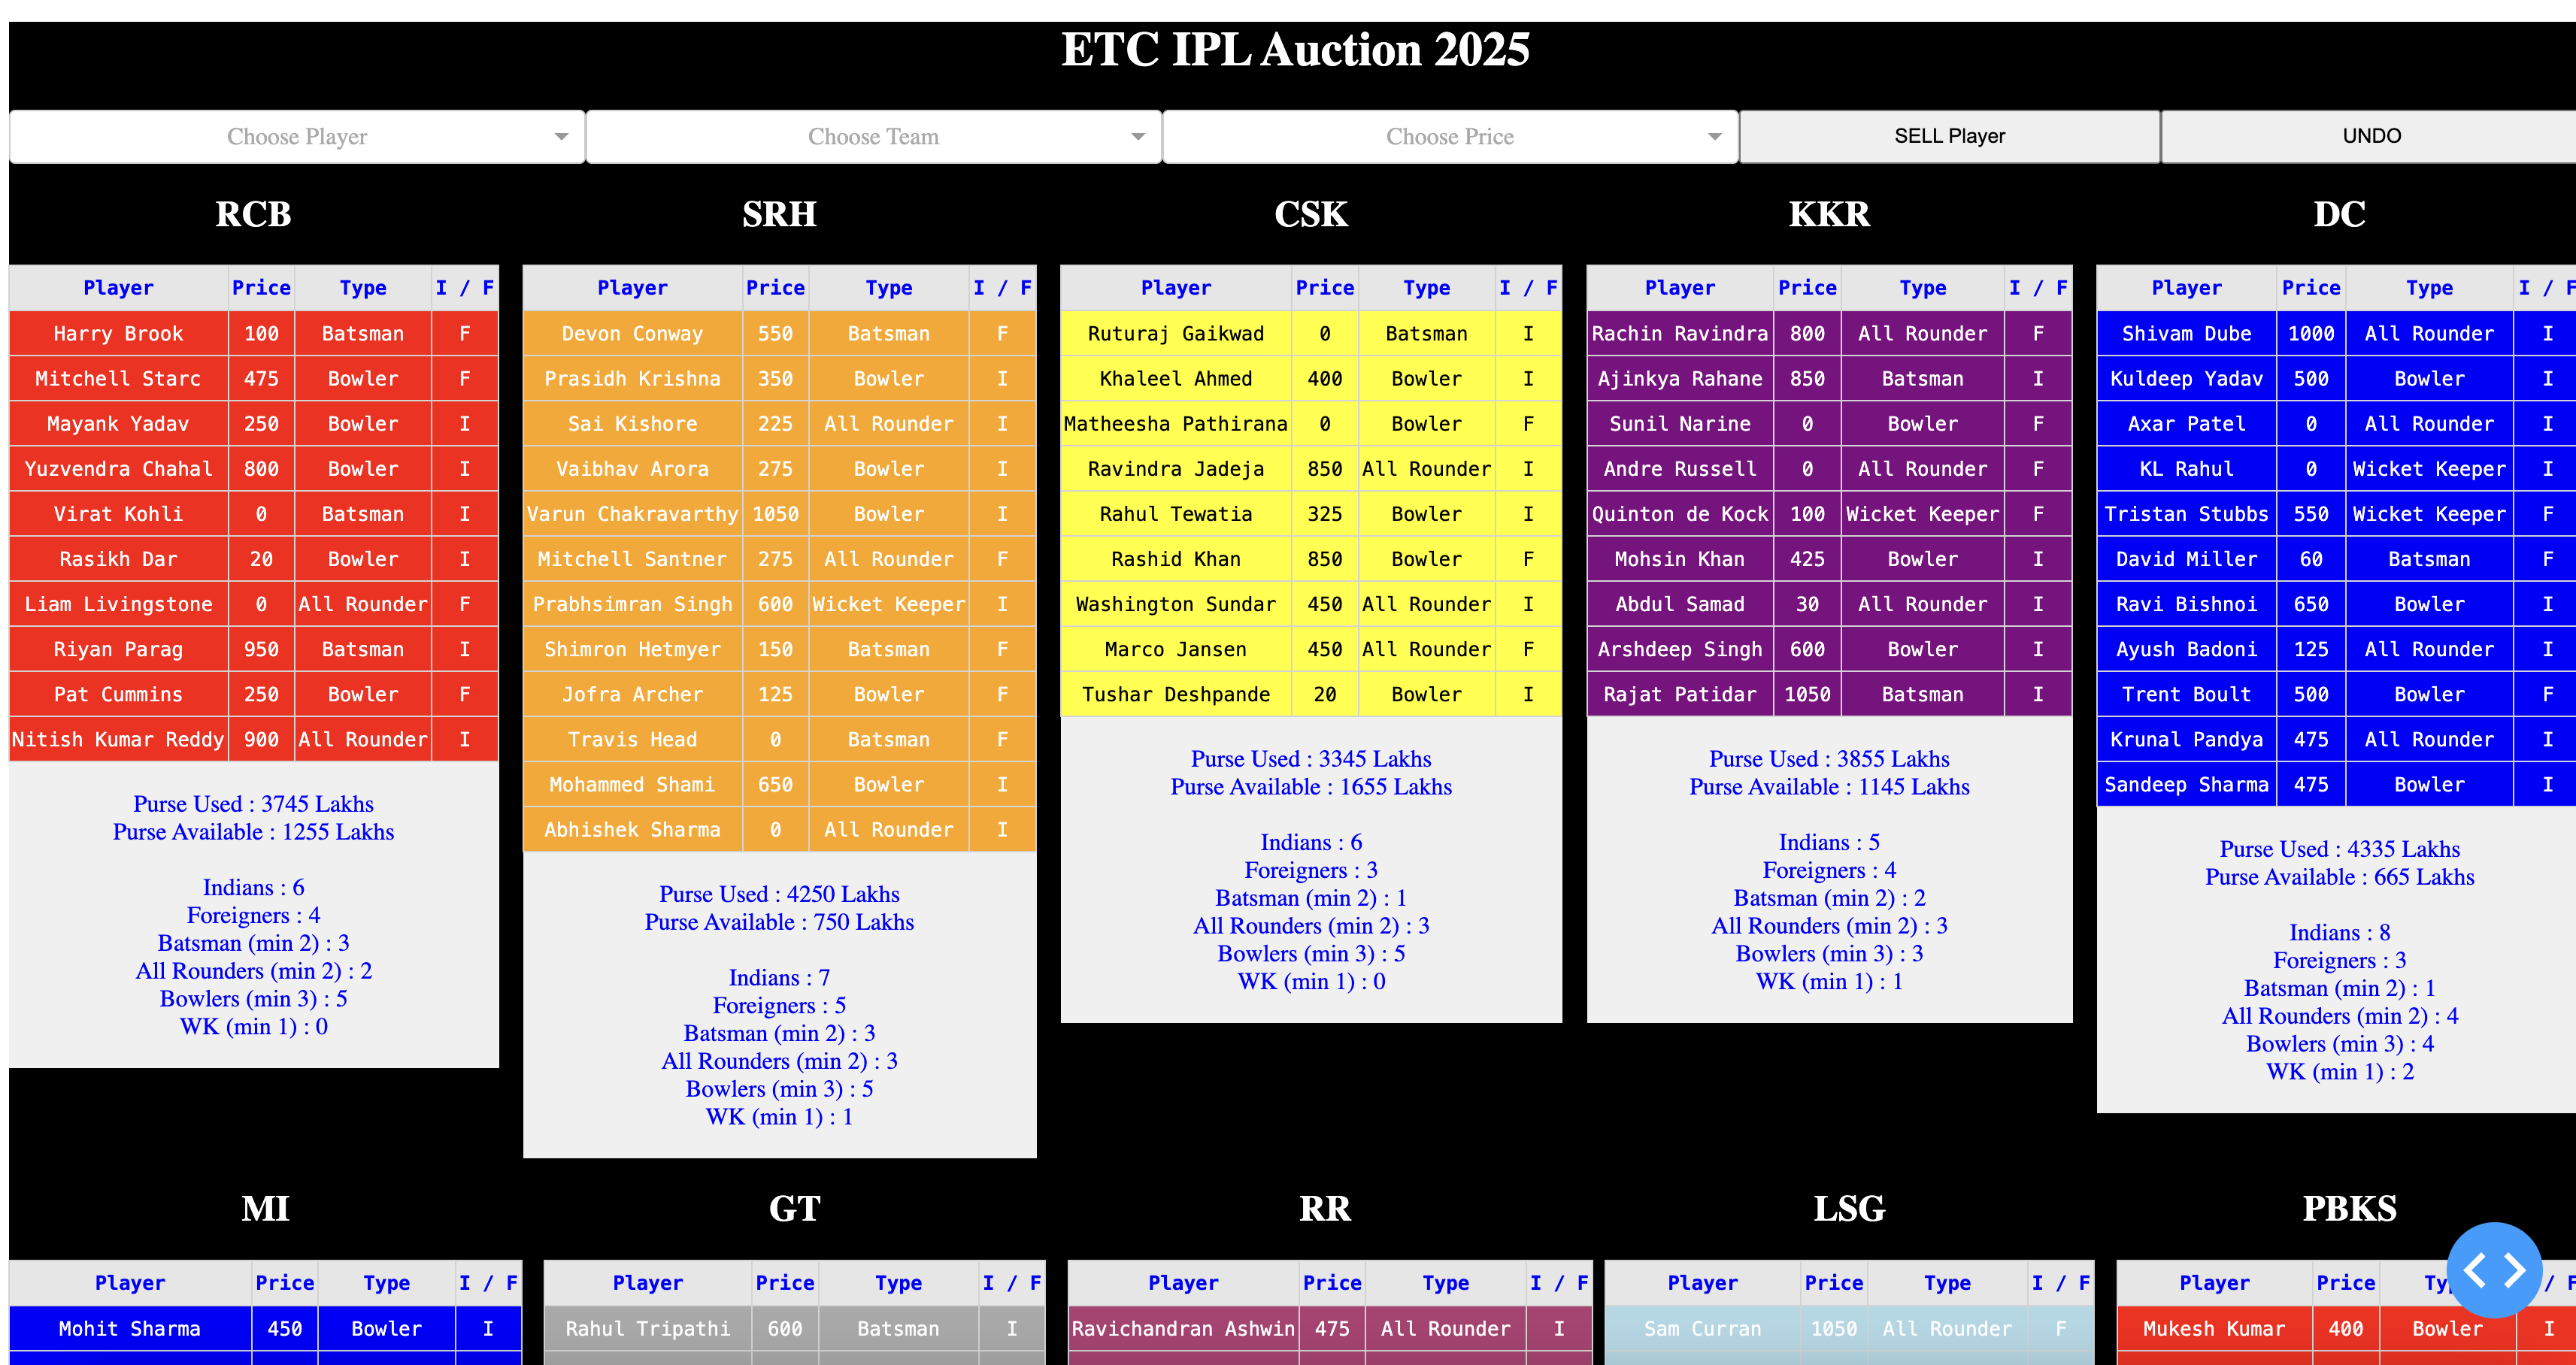 ETC IPL Auction 2025
Choose Player Choose Team Choose Price SELL Player UNDO
RCB
Player Price Type I / F
Harry Brook 100 Batsman F
Mitchell Starc 475 Bowler F
Mayank Yadav 250 Bowler I
Yuzvendra Chahal 800 Bowler I
Virat Kohli 0 Batsman I
Rasikh Dar 20 Bowler I
Liam Livingstone 0 All Rounder F
Riyan Parag 950 Batsman I
Pat Cummins 250 Bowler F
Nitish Kumar Reddy 900 All Rounder I
Purse Used : 3745 Lakhs
Purse Available : 1255 Lakhs
Indians : 6
Foreigners : 4
Batsman (min 2) : 3
All Rounders (min 2) : 2
Bowlers (min 3) : 5
WK (min 1) : 0
SRH
Player Price Type I / F
Devon Conway 550 Batsman F
Prasidh Krishna 350 Bowler I
Sai Kishore 225 All Rounder I
Vaibhav Arora 275 Bowler I
Varun Chakravarthy 1050 Bowler I
Mitchell Santner 275 All Rounder F
Prabhsimran Singh 600 Wicket Keeper I
Shimron Hetmyer 150 Batsman F
Jofra Archer 125 Bowler F
Travis Head 0 Batsman F
Mohammed Shami 650 Bowler I
Abhishek Sharma 0 All Rounder I
Purse Used : 4250 Lakhs
Purse Available : 750 Lakhs
Indians : 7
Foreigners : 5
Batsman (min 2) : 3
All Rounders (min 2) : 3
Bowlers (min 3) : 5
WK (min 1) : 1
CSK
Player Price Type I / F
Ruturaj Gaikwad 0 Batsman I
Khaleel Ahmed 400 Bowler I
Matheesha Pathirana 0 Bowler F
Ravindra Jadeja 850 All Rounder I
Rahul Tewatia 325 Bowler I
Rashid Khan 850 Bowler F
Washington Sundar 450 All Rounder I
Marco Jansen 450 All Rounder F
Tushar Deshpande 20 Bowler I
Purse Used : 3345 Lakhs
Purse Available : 1655 Lakhs
Indians : 6
Foreigners : 3
Batsman (min 2) : 1
All Rounders (min 2) : 3
Bowlers (min 3) : 5
WK (min 1) : 0
KKR
Player Price Type I / F
Rachin Ravindra 800 All Rounder F
Ajinkya Rahane 850 Batsman I
Sunil Narine 0 Bowler F
Andre Russell 0 All Rounder F
Quinton de Kock 100 Wicket Keeper F
Mohsin Khan 425 Bowler I
Abdul Samad 30 All Rounder I
Arshdeep Singh 600 Bowler I
Rajat Patidar 1050 Batsman I
Purse Used : 3855 Lakhs
Purse Available : 1145 Lakhs
Indians : 5
Foreigners : 4
Batsman (min 2) : 2
All Rounders (min 2) : 3
Bowlers (min 3) : 3
WK (min 1) : 1
DC
Player Price Type I / F
Shivam Dube 1000 All Rounder I
Kuldeep Yadav 500 Bowler I
Axar Patel 0 All Rounder I
KL Rahul 0 Wicket Keeper I
Tristan Stubbs 550 Wicket Keeper F
David Miller 60 Batsman F
Ravi Bishnoi 650 Bowler I
Ayush Badoni 125 All Rounder I
Trent Boult 500 Bowler F
Krunal Pandya 475 All Rounder I
Sandeep Sharma 475 Bowler I
Purse Used : 4335 Lakhs
Purse Available : 665 Lakhs
Indians : 8
Foreigners : 3
Batsman (min 2) : 1
All Rounders (min 2) : 4
Bowlers (min 3) : 4
WK (min 1) : 2
MI
Player Price Type I / F
Mohit Sharma 450 Bowler I
GT
Player Price Type I / F
Rahul Tripathi 600 Batsman I
RR
Player Price Type I / F
Ravichandran Ashwin 475 All Rounder I
LSG
Player Price Type I / F
Sam Curran 1050 All Rounder F
PBKS
Player Price / F
Mukesh Kumar 400 Bowler I